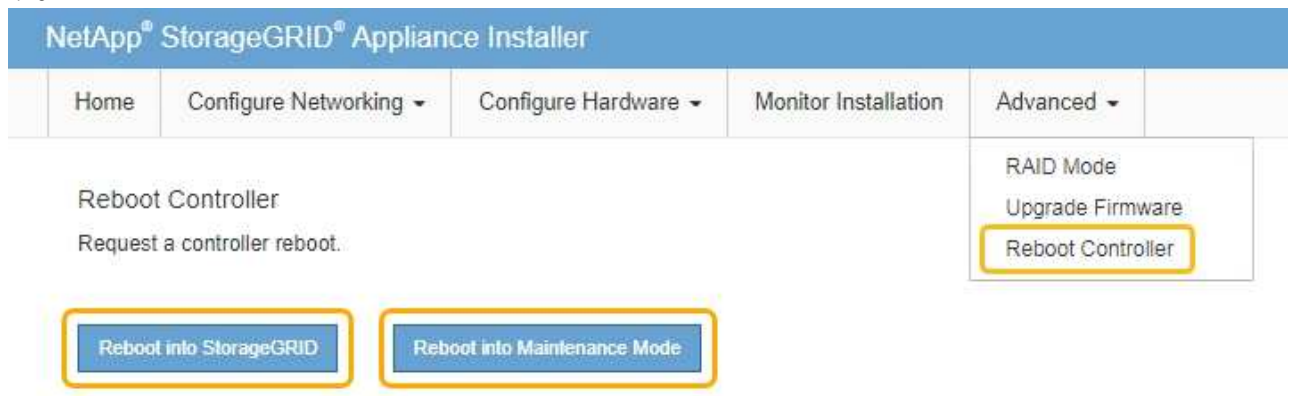 NetApp® StorageGRID® Appliance Installer
Home Configure Networking Configure Hardware Monitor Installation Advanced
RAID Mode
Upgrade Firmware
Reboot Controller
Reboot Controller
Request a controller reboot.
Reboot into StorageGRID Reboot into Maintenance Mode